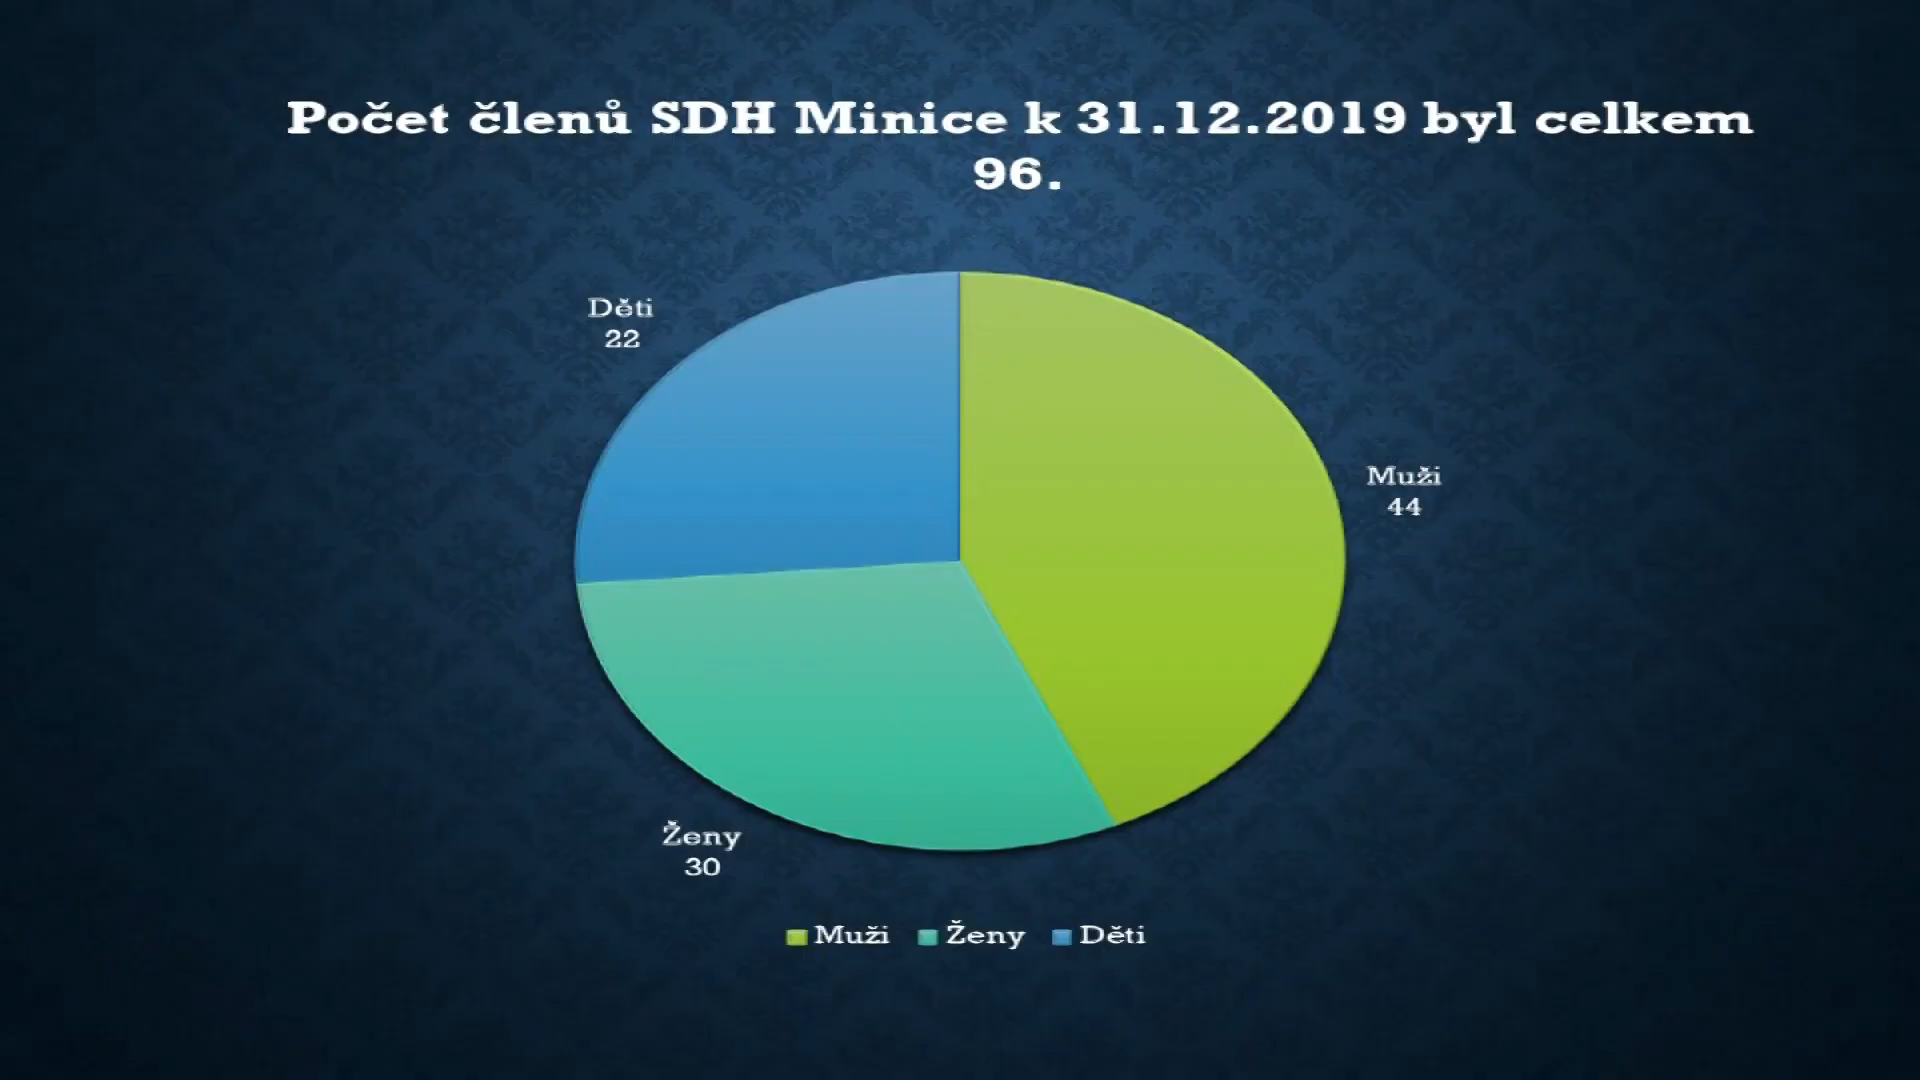 Počet členů SDH Minice k 31.12.2019 byl celkem
96.
Děti
22
Muži
44
Ženy
30
Muži Ženy Děti